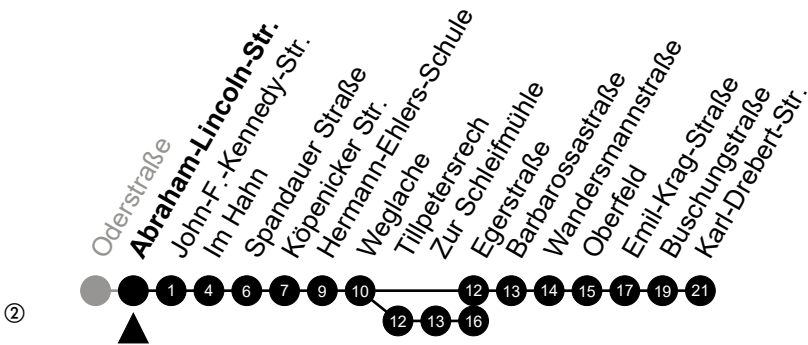 Oderstraße
Abraham-Lincoln-Str.
John-F.-Kennedy-Str.
Im Hahn
Spandauer Straße
Köpenicker Str.
Hermann-Ehlers-Schule
Weglache
Tillpetersrech
Zur Schleifmühle
Egerstraße
Barbarossastraße
Wandersmannstraße
Oberfeld
Emil-Krag-Straße
Buschungstraße
Karl-Drebert-Str.
1 4 6 7 9 10 12 13 14 15 17 19 21
② 12 13 16